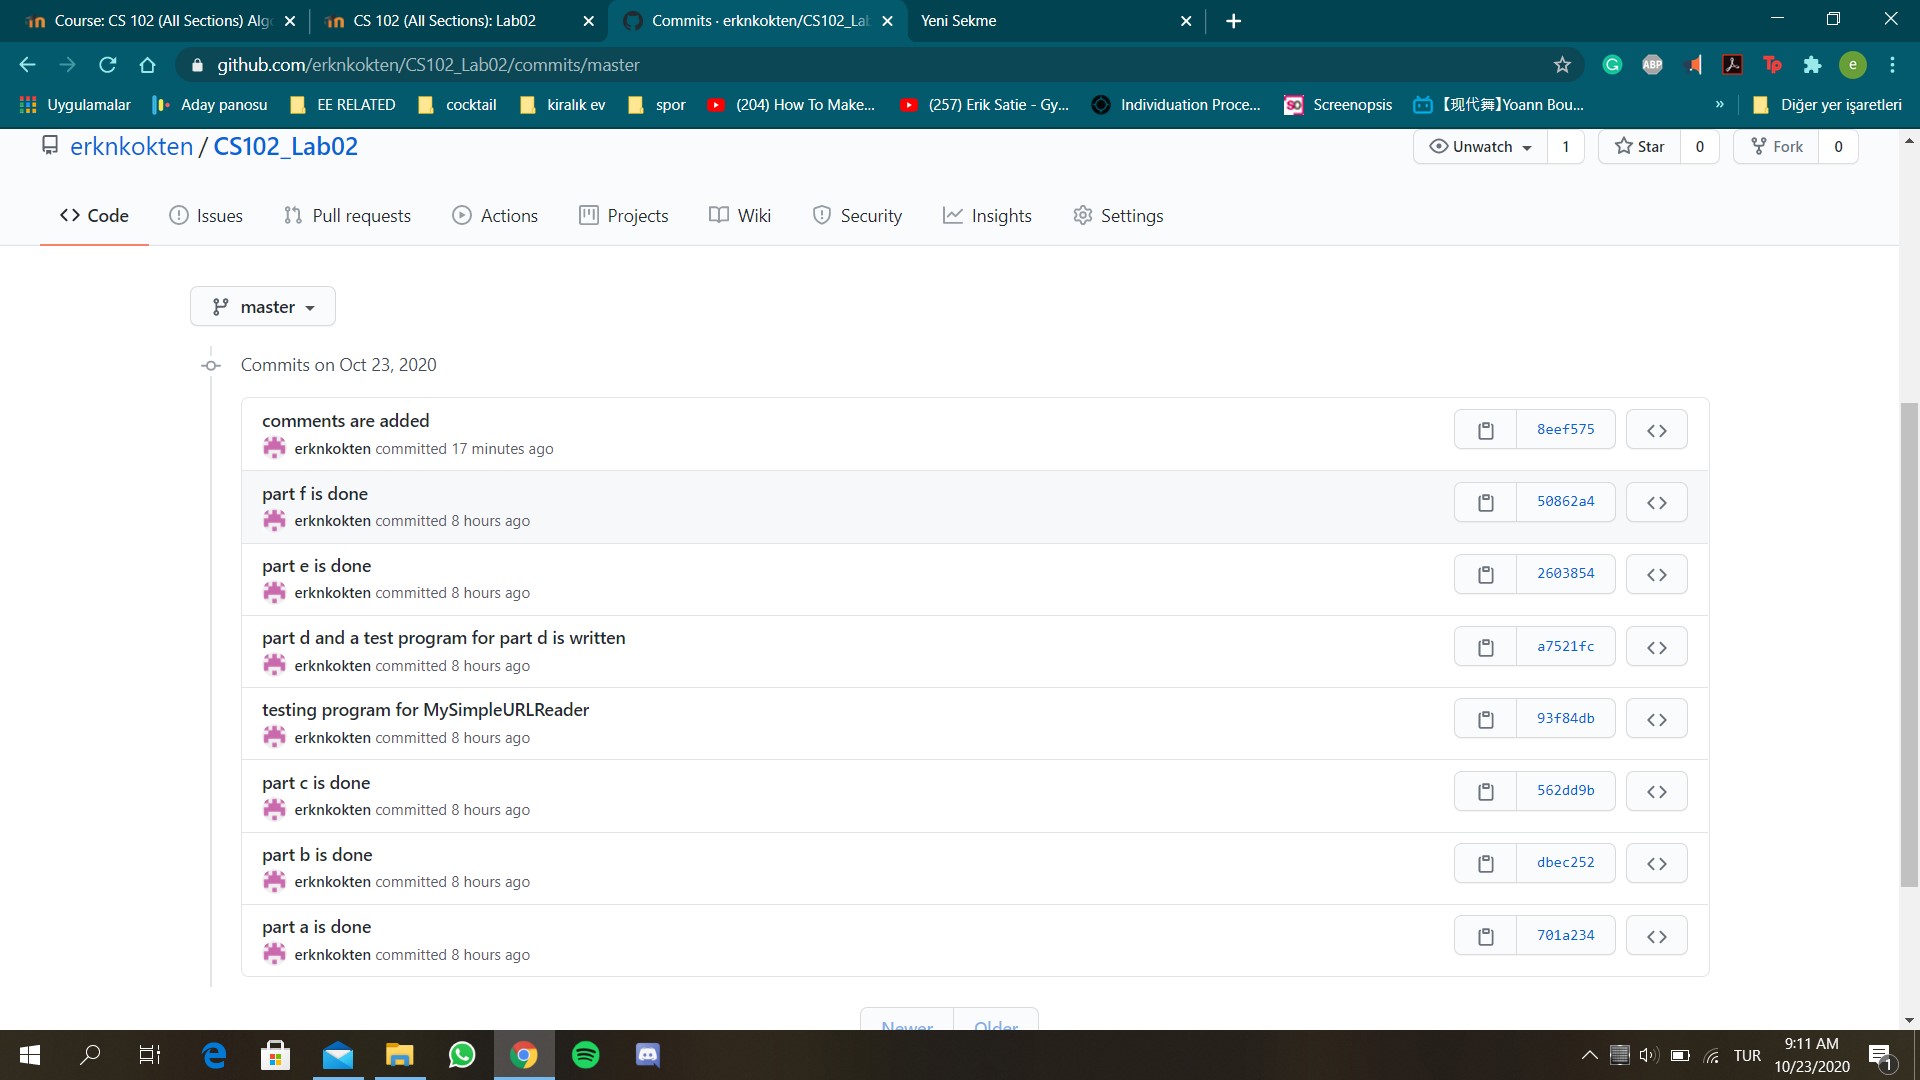 Course: CS 102 (All Sections) Alg
CS 102 (All Sections): Lab02
Commits · erknkokten/CS102_La
Yeni Sekme
github.com/erknkokten/CS102_Lab02/commits/master
ABP
Tp
e
Uygulamalar
Aday panosu
EE RELATED
cocktail
kiralık ev
spor
(204) How To Make...
(257) Erik Satie - Gy...
Individuation Proce...
SO
Screenopsis
【现代舞】Yoann Bou...
»
Diğer yer işaretleri
erknkokten / CS102_Lab02
Unwatch 1
Star 0
Fork 0
Code
Issues
Pull requests
Actions
Projects
Wiki
Security
Insights
Settings
master
Commits on Oct 23, 2020
comments are added
erknkokten committed 17 minutes ago
8eef575
part f is done
erknkokten committed 8 hours ago
50862a4
part e is done
erknkokten committed 8 hours ago
2603854
part d and a test program for part d is written
erknkokten committed 8 hours ago
a7521fc
testing program for MySimpleURLReader
erknkokten committed 8 hours ago
93f84db
part c is done
erknkokten committed 8 hours ago
562dd9b
part b is done
erknkokten committed 8 hours ago
dbec252
part a is done
erknkokten committed 8 hours ago
701a234
Newer
Older
TUR
9:11 AM
10/23/2020
1